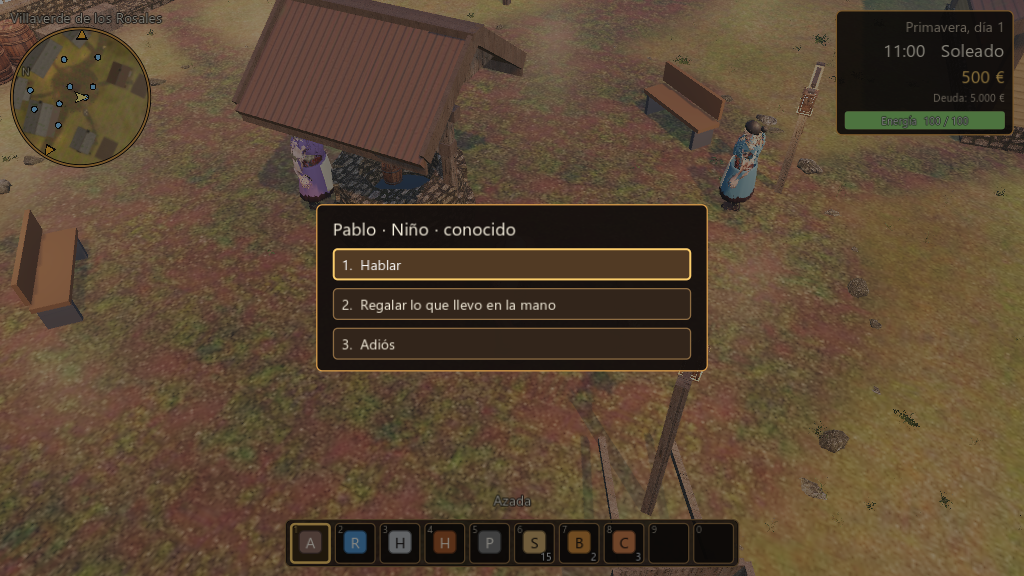 Villaverde de los Rosales
N
Primavera, día 1
11:00 Soleado
500 €
Deuda: 5.000 €
Energía 100 / 100
Pablo · Niño · conocido
1. Hablar
2. Regalar lo que llevo en la mano
3. Adiós
Azada
A
2 R
3 H
4 H
5 P
6 S 15
7 B 2
8 C 3
9
0